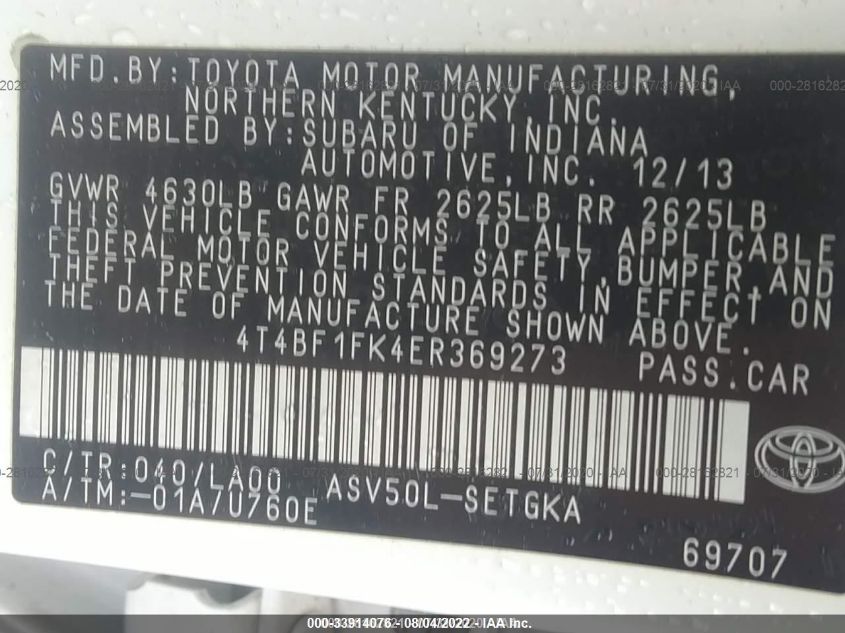 MFD.BY:TOYOTA MOTOR MANUFACTURING,
NORTHERN KENTUCKY,INC.
ASSEMBLED BY:SUBARU OF INDIANA
AUTOMOTIVE,INC. 12/13
GVWR 4630LB GAWR FR 2625LB RR 2625LB
THIS VEHICLE CONFORMS TO ALL APPLICABLE
FEDERAL MOTOR VEHICLE SAFETY,BUMPER,AND
THEFT PREVENTION STANDARDS IN EFFECT ON
THE DATE OF MANUFACTURE SHOWN ABOVE.
4T4BF1FK4ER369273 PASS.CAR
C/TR:040/LA00 ASV50L-SETGKA
A/TM:-01A/U760E
69707
000-33914076 - 08/04/2022 - IAA Inc.